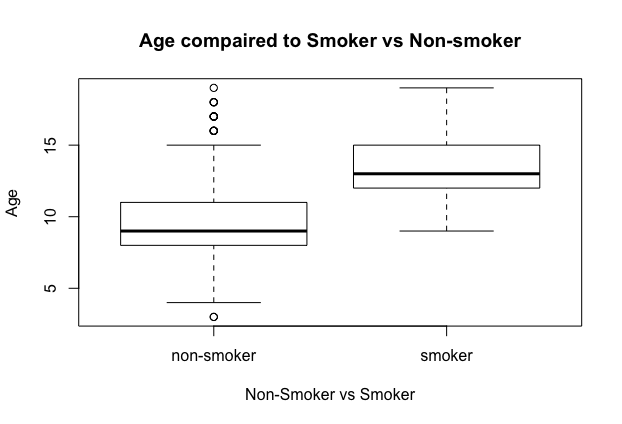 Age compaired to Smoker vs Non-smoker
Age
15
10
5
non-smoker
smoker
Non-Smoker vs Smoker